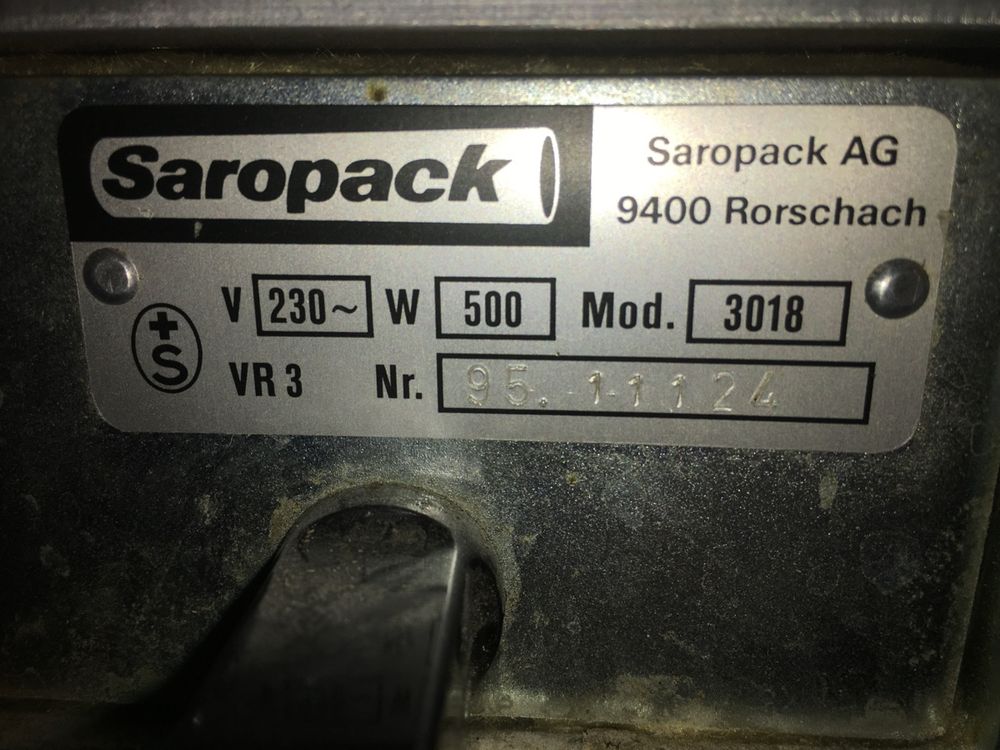 Saropack
Saropack AG
9400 Rorschach
V 230~ W 500 Mod. 3018
+S
VR 3 Nr. 95. 11124